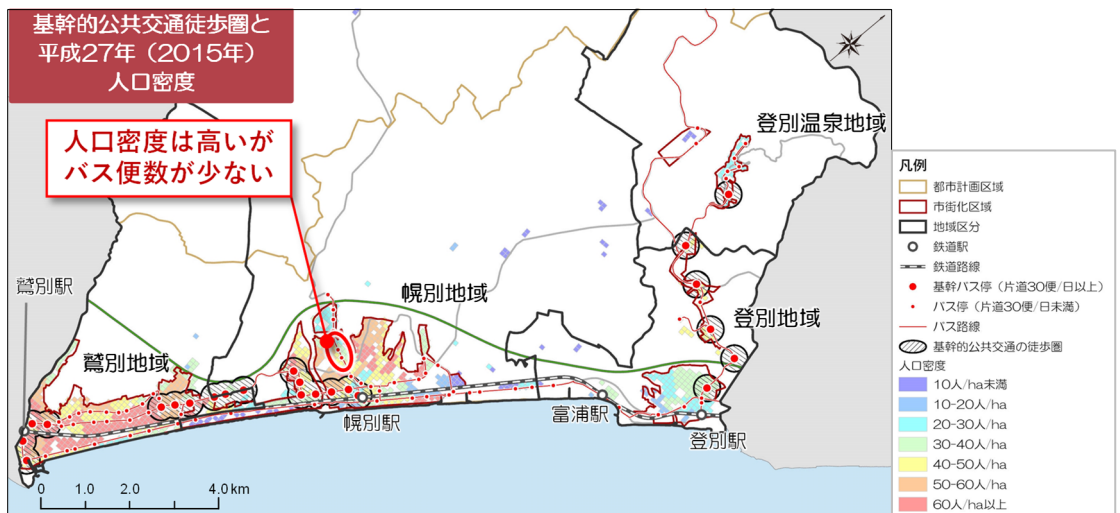 基幹的公共交通徒歩圏と
平成27年（2015年）
人口密度
人口密度は高いが
バス便数が少ない
登別温泉地域
幌別地域
登別地域
鷲別駅
鷲別地域
幌別駅
富浦駅
登別駅
0 1.0 2.0 4.0 km
凡例
都市計画区域
市街化区域
地域区分
鉄道駅
鉄道路線
基幹バス停（片道30便/日以上）
バス停（片道30便/日未満）
バス路線
基幹的公共交通の徒歩圏
人口密度
10人/ha未満
10-20人/ha
20-30人/ha
30-40人/ha
40-50人/ha
50-60人/ha
60人/ha以上